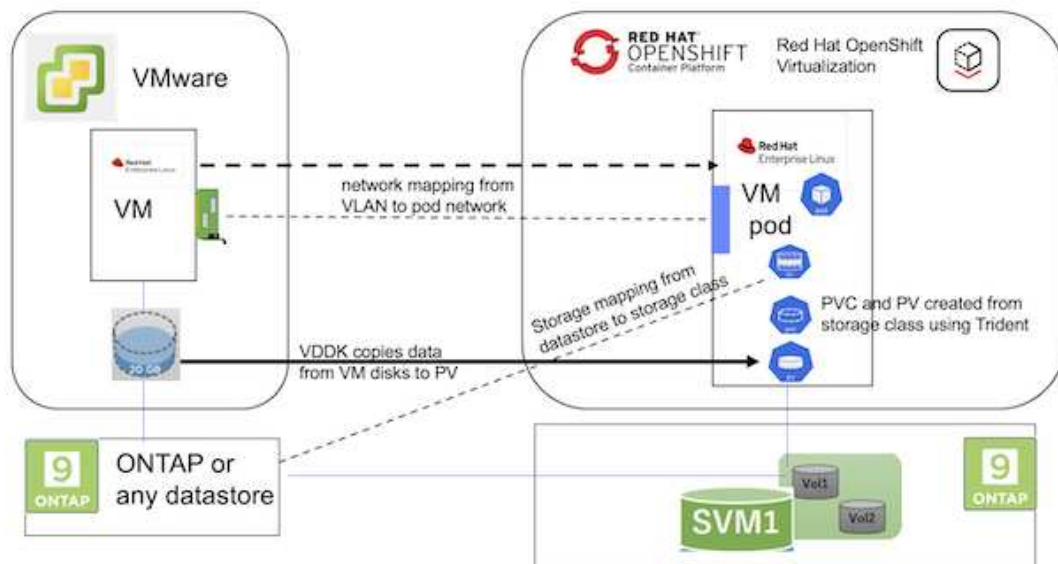 VMware
RED HAT
OPENSHIFT
Container Platform
Red Hat OpenShift
Virtualization
Red Hat
Enterprise Linux
VM
Red Hat
Enterprise Linux
VM
pod
network mapping from
VLAN to pod network
Storage mapping from
datastore to storage class
PVC and PV created from
storage class using Trident
20 GB
VDDK copies data
from VM disks to PV
9
ONTAP
ONTAP or
any datastore
SVM1
Vol1
Vol2
9
ONTAP